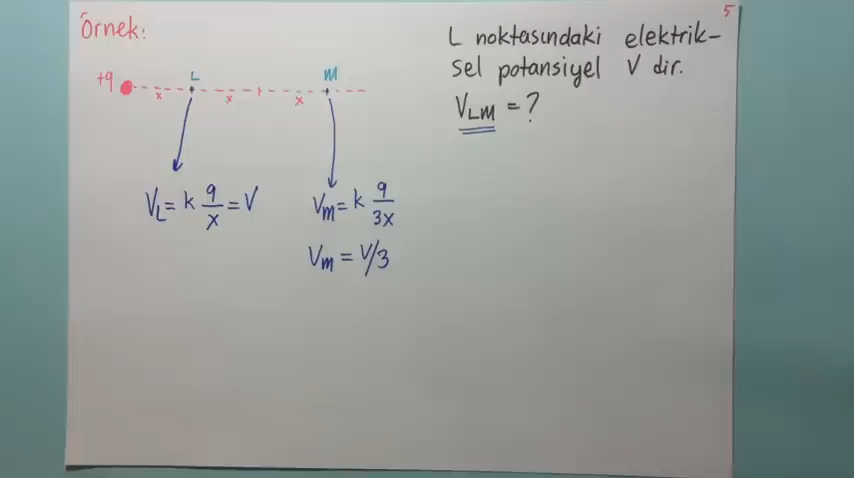 5
Örnek:
L noktasındaki elektrik-
sel potansiyel V dir.
V_LM = ?
+q L M
x x x
V_L = k q/x = V
V_M = k q/3x
V_M = V/3